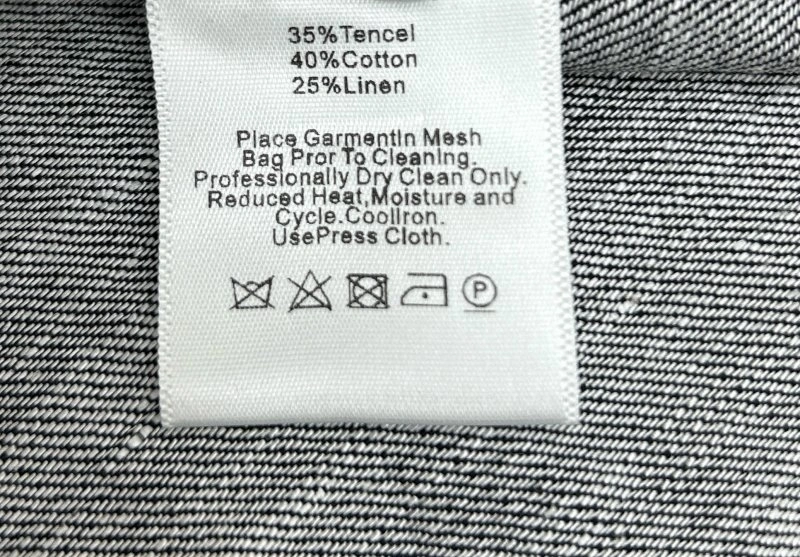 35%Tencel
40%Cotton
25%Linen
Place GarmentIn Mesh
Bag Pror To Cleaning.
Professionally Dry Clean Only.
Reduced Heat,Moisture and
Cycle.CoolIron.
UsePress Cloth.
P